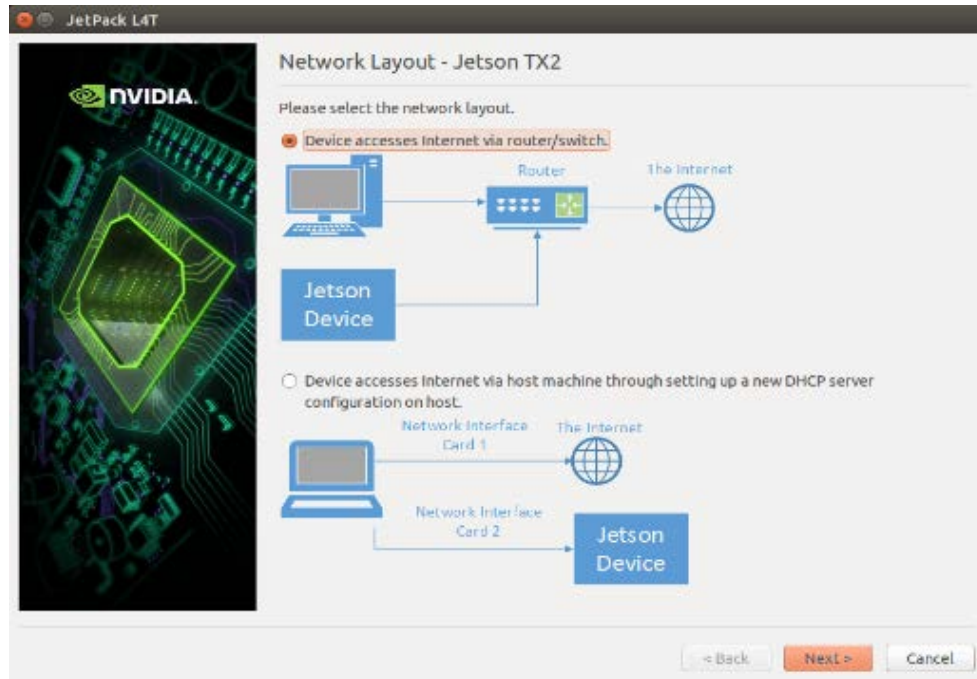 JetPack L4T
NVIDIA.
Network Layout - Jetson TX2
Please select the network layout.
Device accesses Internet via router/switch.
Router
The Internet
Jetson
Device
Device accesses Internet via host machine through setting up a new DHCP server
configuration on host.
Network Interface
Card 1
The Internet
Network Interface
Card 2
Jetson
Device
< Back
Next >
Cancel